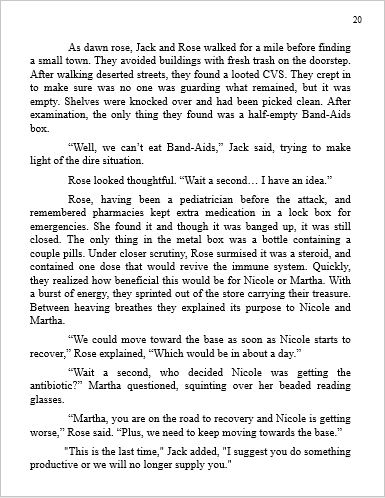 20
As dawn rose, Jack and Rose walked for a mile before finding
a small town. They avoided buildings with fresh trash on the doorstep.
After walking deserted streets, they found a looted CVS. They crept in
to make sure was no one was guarding what remained, but it was
empty. Shelves were knocked over and had been picked clean. After
examination, the only thing they found was a half-empty Band-Aids
box.
“Well, we can’t eat Band-Aids,” Jack said, trying to make
light of the dire situation.
Rose looked thoughtful. “Wait a second… I have an idea.”
Rose, having been a pediatrician before the attack, and
remembered pharmacies kept extra medication in a lock box for
emergencies. She found it and though it was banged up, it was still
closed. The only thing in the metal box was a bottle containing a
couple pills. Under closer scrutiny, Rose surmised it was a steroid, and
contained one dose that would revive the immune system. Quickly,
they realized how beneficial this would be for Nicole or Martha. With
a burst of energy, they sprinted out of the store carrying their treasure.
Between heaving breathes they explained its purpose to Nicole and
Martha.
“We could move toward the base as soon as Nicole starts to
recover,” Rose explained, “Which would be in about a day.”
“Wait a second, who decided Nicole was getting the
antibiotic?” Martha questioned, squinting over her beaded reading
glasses.
“Martha, you are on the road to recovery and Nicole is getting
worse,” Rose said. “Plus, we need to keep moving towards the base.”
"This is the last time," Jack added, "I suggest you do something
productive or we will no longer supply you."